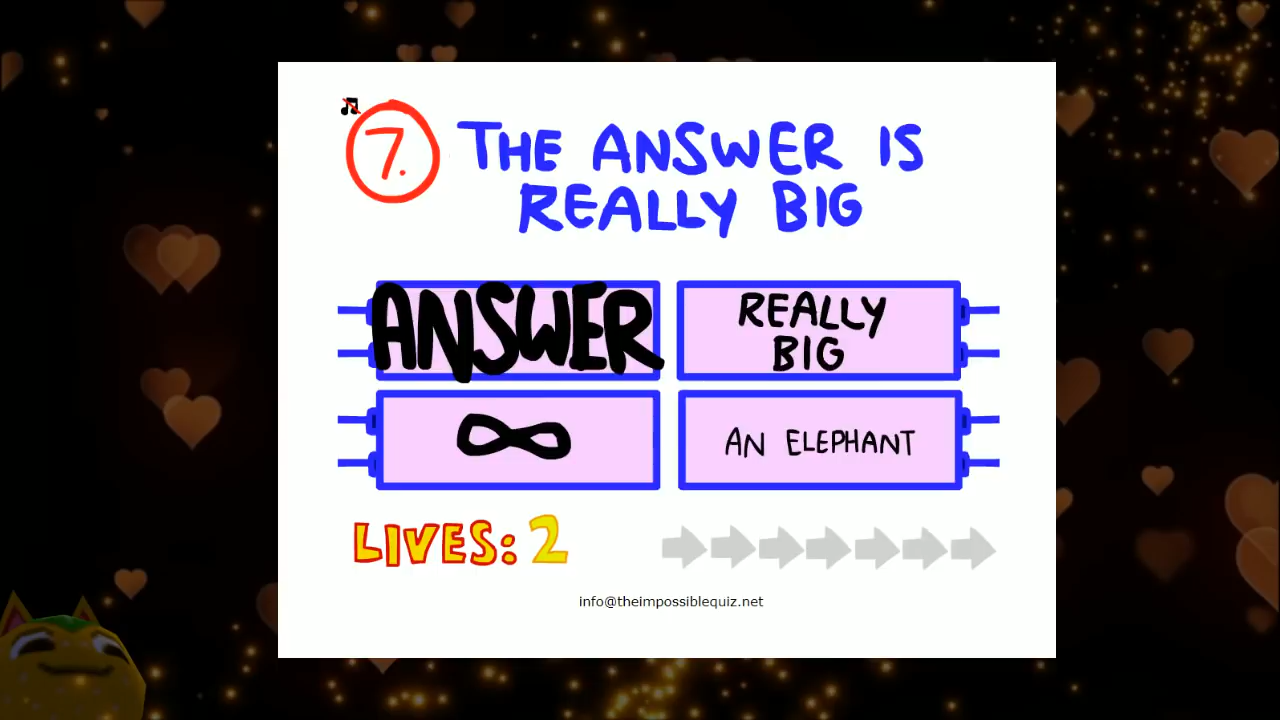 7. THE ANSWER IS
REALLY BIG
ANSWER
REALLY
BIG
∞
AN ELEPHANT
LIVES: 2
info@theimpossiblequiz.net